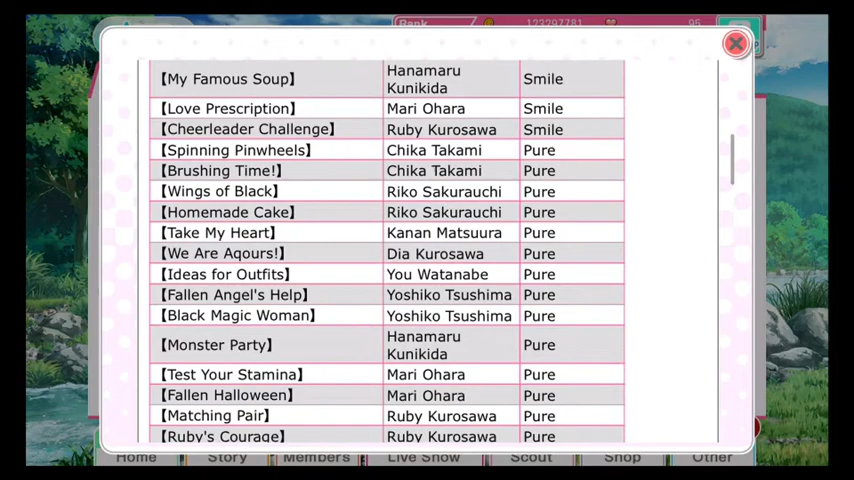 Rank 123297781 95
【My Famous Soup】 Hanamaru Kunikida Smile
【Love Prescription】 Mari Ohara Smile
【Cheerleader Challenge】 Ruby Kurosawa Smile
【Spinning Pinwheels】 Chika Takami Pure
【Brushing Time!】 Chika Takami Pure
【Wings of Black】 Riko Sakurauchi Pure
【Homemade Cake】 Riko Sakurauchi Pure
【Take My Heart】 Kanan Matsuura Pure
【We Are Aqours!】 Dia Kurosawa Pure
【Ideas for Outfits】 You Watanabe Pure
【Fallen Angel's Help】 Yoshiko Tsushima Pure
【Black Magic Woman】 Yoshiko Tsushima Pure
【Monster Party】 Hanamaru Kunikida Pure
【Test Your Stamina】 Mari Ohara Pure
【Fallen Halloween】 Mari Ohara Pure
【Matching Pair】 Ruby Kurosawa Pure
【Ruby's Courage】 Ruby Kurosawa Pure
Home Story Members Live Show Scout Shop Other